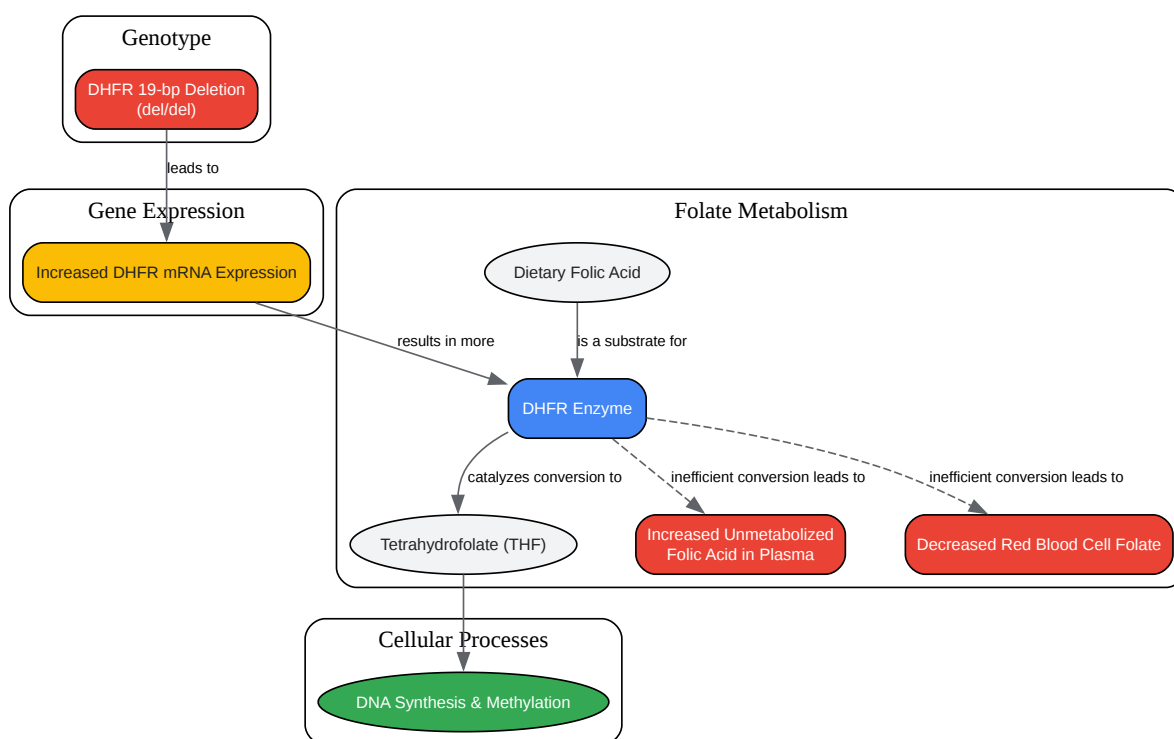 Genotype
DHFR 19-bp Deletion
(del/del)
leads to
Gene Expression
Increased DHFR mRNA Expression
Folate Metabolism
Dietary Folic Acid
results in more
is a substrate for
DHFR Enzyme
catalyzes conversion to
inefficient conversion leads to
inefficient conversion leads to
Tetrahydrofolate (THF)
Increased Unmetabolized
Folic Acid in Plasma
Decreased Red Blood Cell Folate
Cellular Processes
DNA Synthesis & Methylation